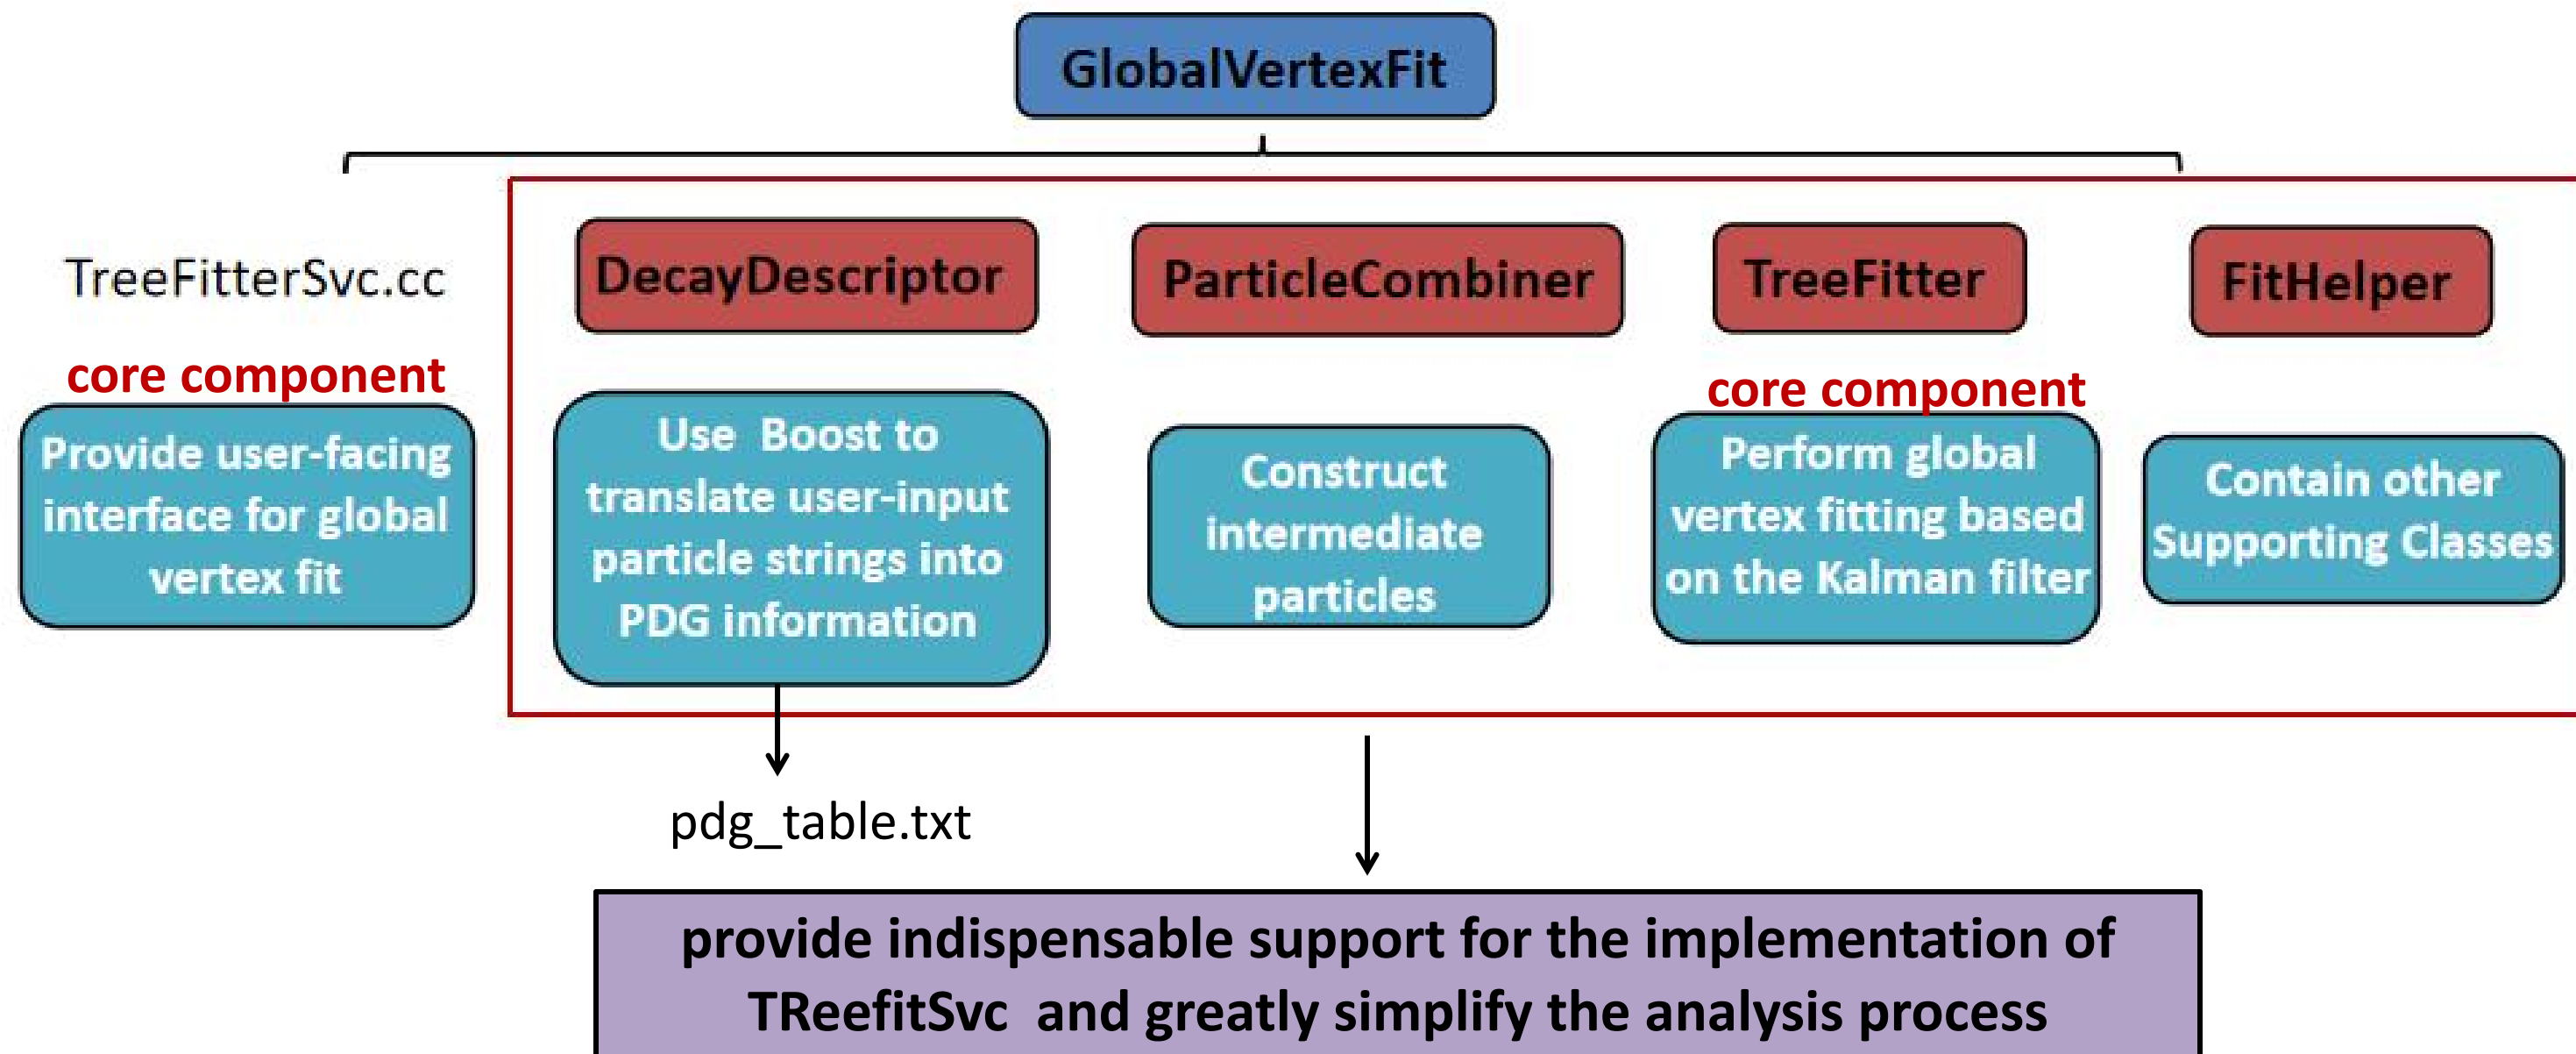 GlobalVertexFit
TreeFitterSvc.cc
core component
Provide user-facing
interface for global
vertex fit
DecayDescriptor
Use Boost to
translate user-input
particle strings into
PDG information
pdg_table.txt
ParticleCombiner
Construct
intermediate
particles
TreeFitter
core component
Perform global
vertex fitting based
on the Kalman filter
FitHelper
Contain other
Supporting Classes
provide indispensable support for the implementation of
TReefitSvc and greatly simplify the analysis process